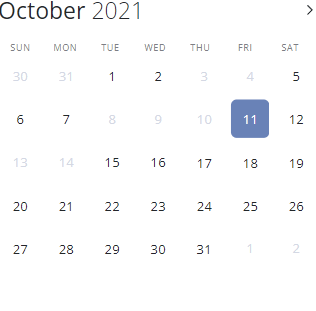 October 2021 >
SUN MON TUE WED THU FRI SAT
30 31 1 2 3 4 5
6 7 8 9 10 11 12
13 14 15 16 17 18 19
20 21 22 23 24 25 26
27 28 29 30 31 1 2